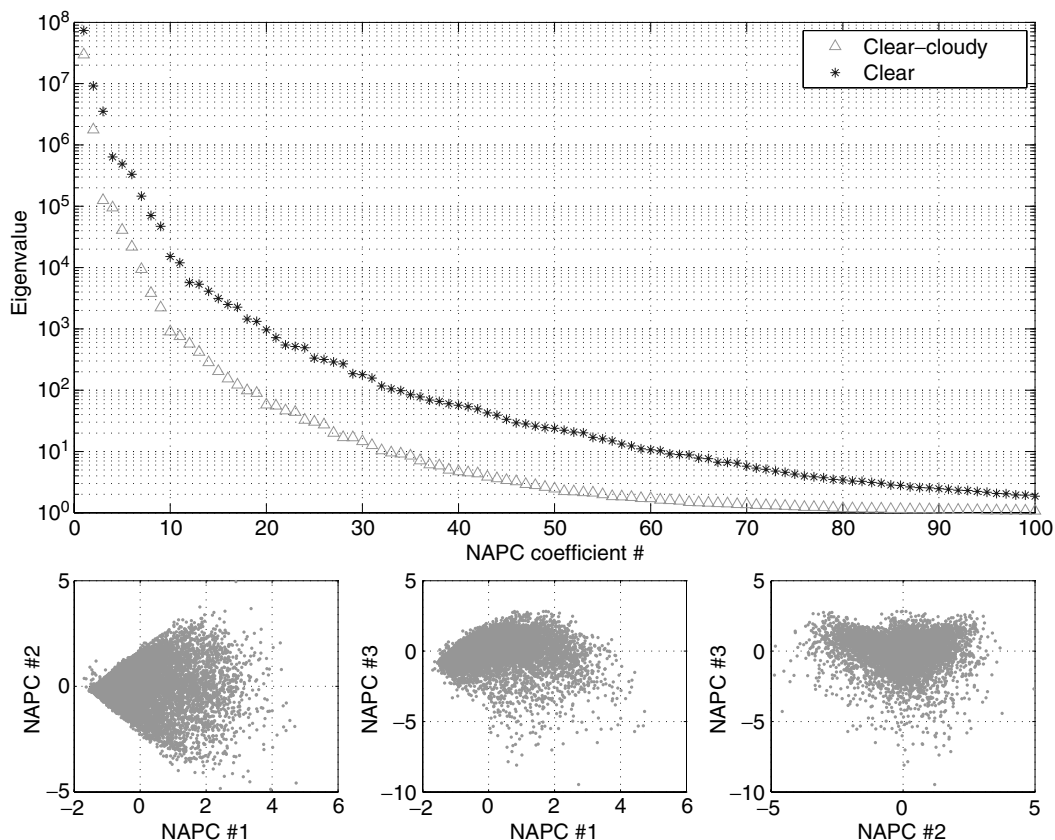 10^8
10^7
10^6
10^5
10^4
10^3
10^2
10^1
10^0
Eigenvalue
Clear–cloudy
Clear
0 10 20 30 40 50 60 70 80 90 100
NAPC coefficient #
5
0
−5
NAPC #2
−2 0 2 4 6
NAPC #1
5
0
−5
−10
NAPC #3
−2 0 2 4 6
NAPC #1
5
0
−5
−10
NAPC #3
−5 0 5
NAPC #2